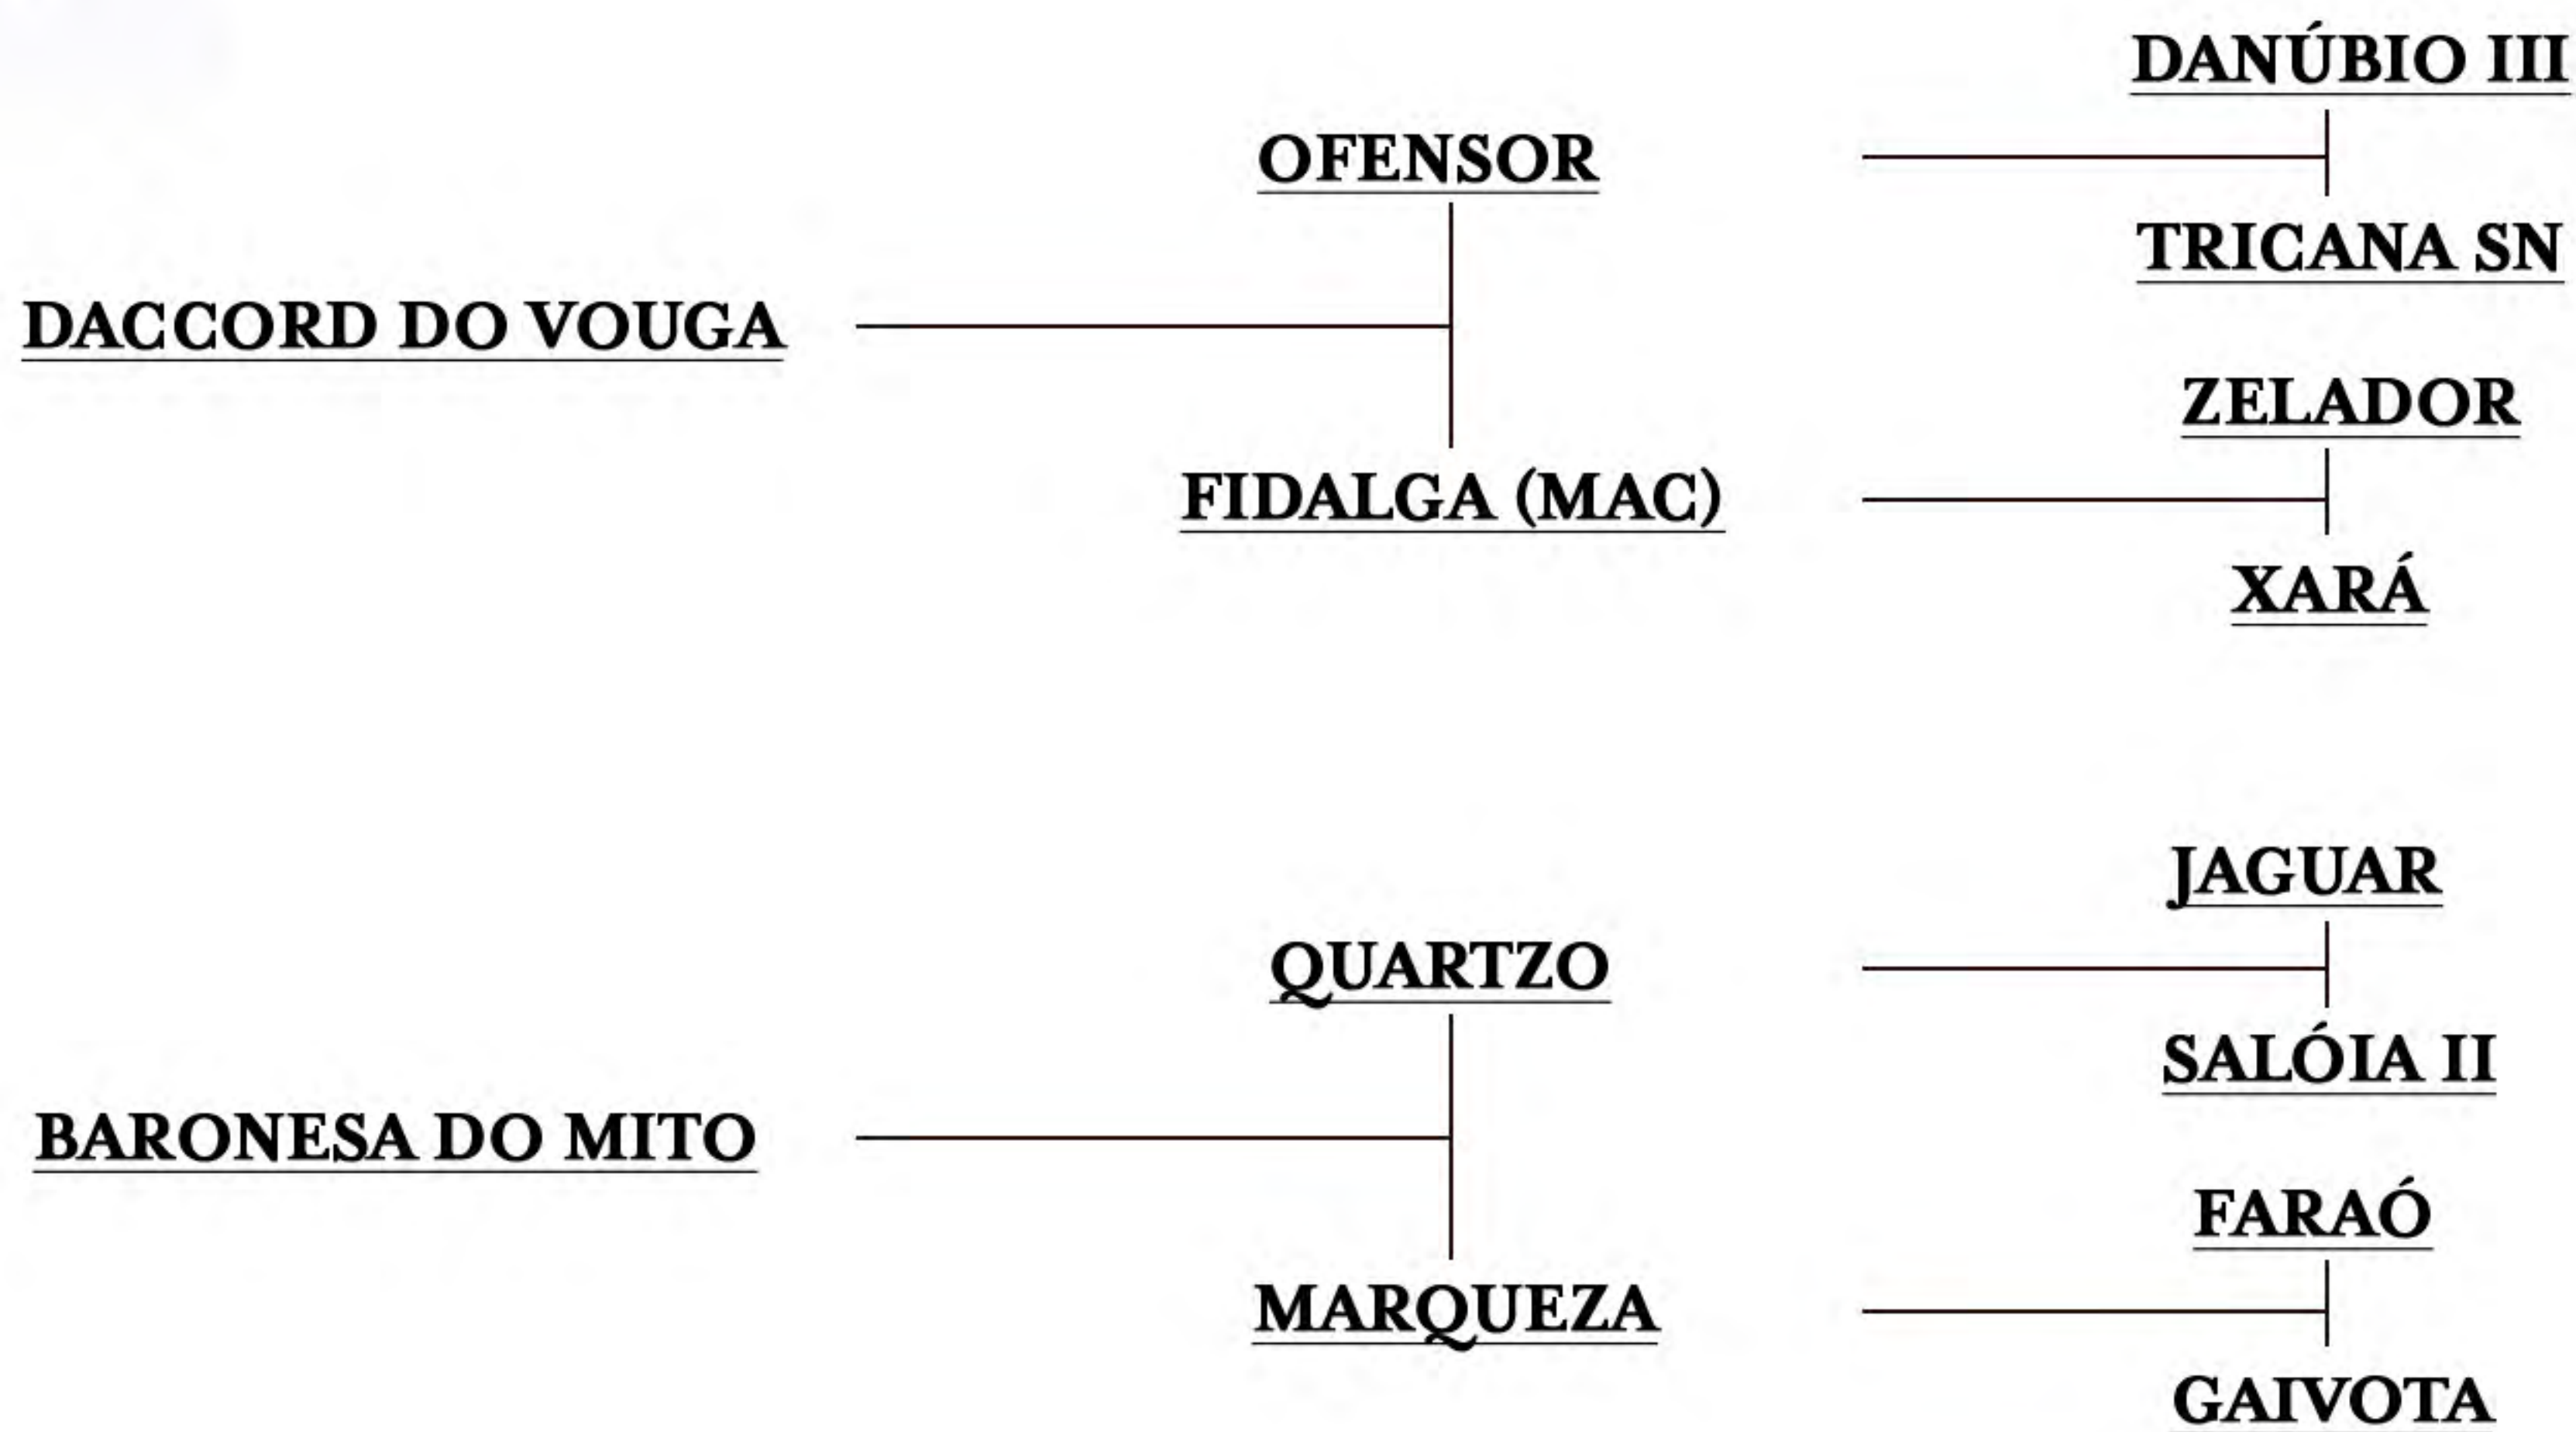 DANÚBIO III
OFENSOR
TRICANA SN
DACCORD DO VOUGA
ZELADOR
FIDALGA (MAC)
XARÁ
JAGUAR
QUARTZO
SALÓIA II
BARONESA DO MITO
FARAÓ
MARQUEZA
GAIVOTA